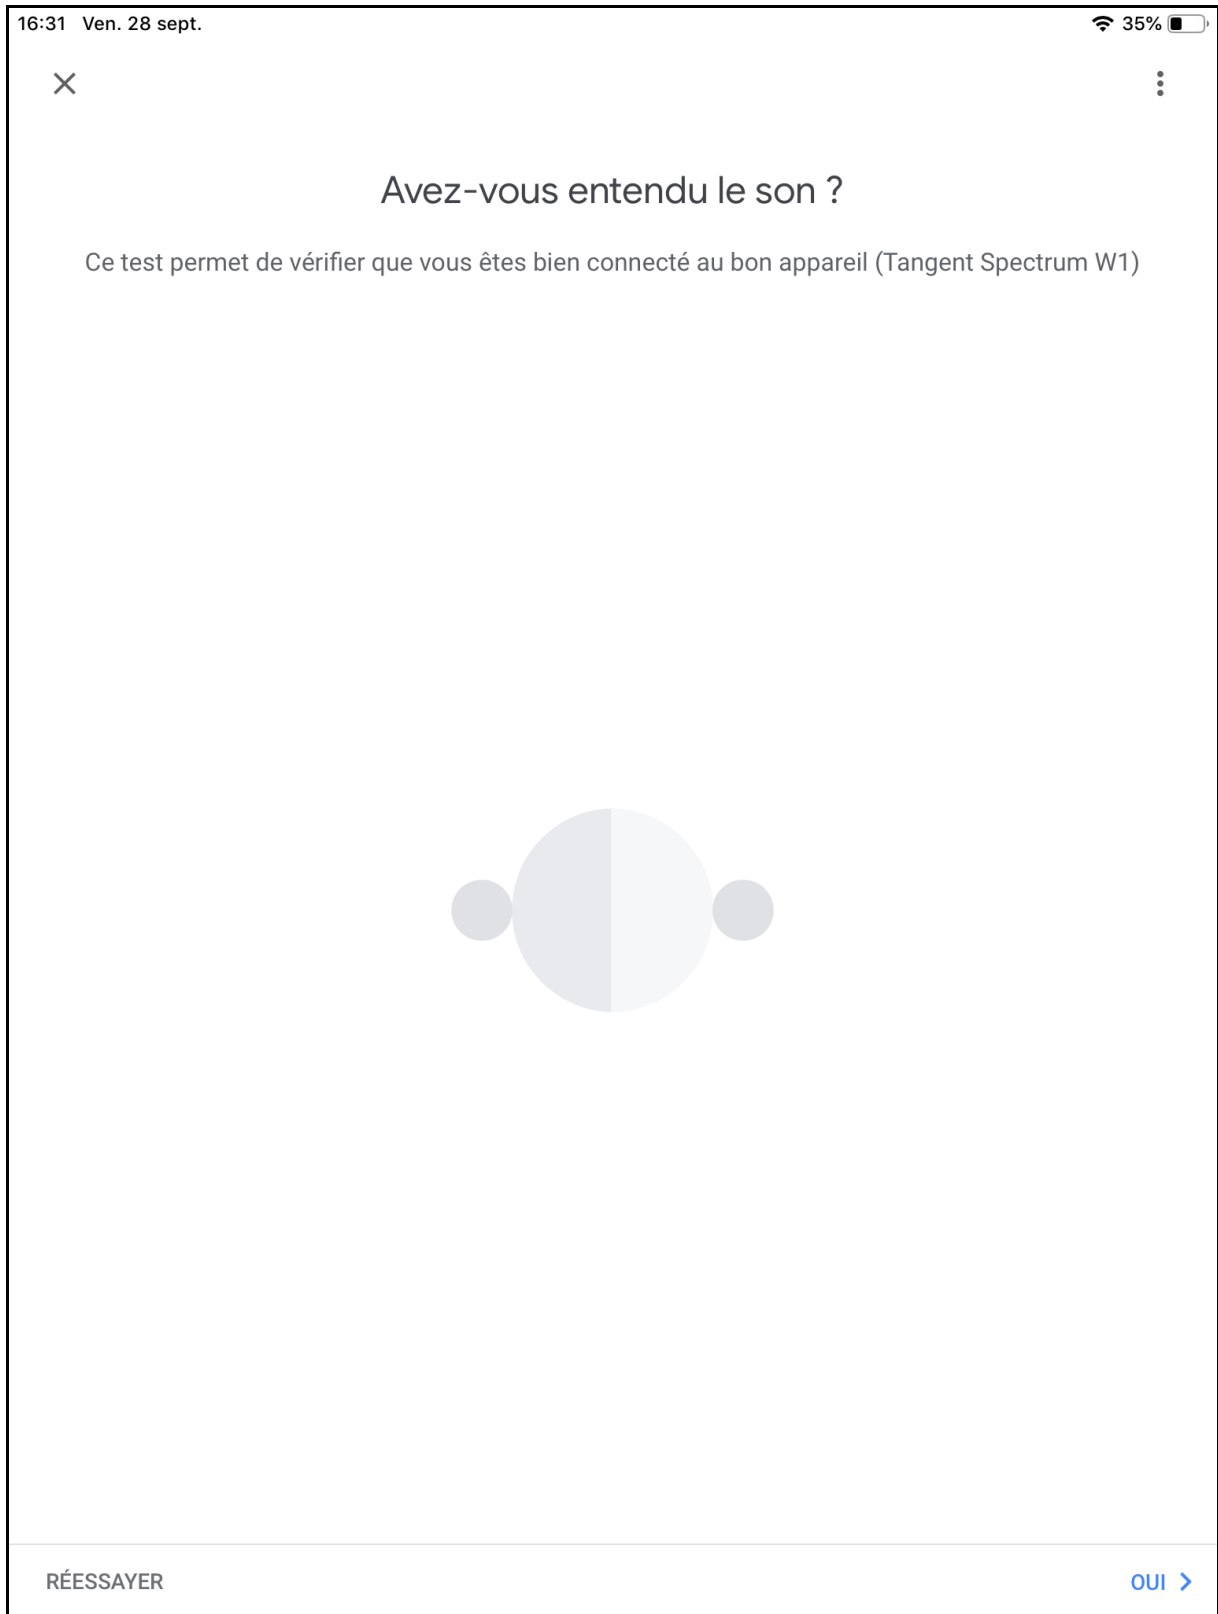 16:31 Ven. 28 sept. 35%
Avez-vous entendu le son ?
Ce test permet de vérifier que vous êtes bien connecté au bon appareil (Tangent Spectrum W1)
RÉESSAYER OUI